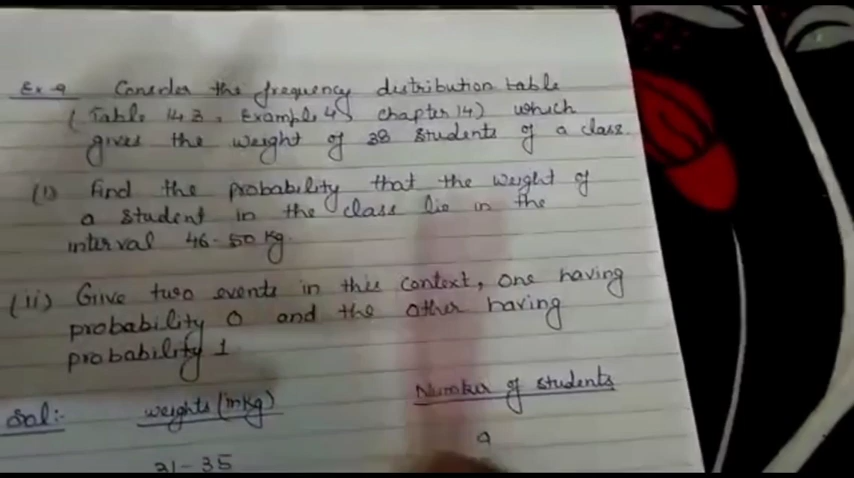 Ex-9 Consider the frequency distribution table
(Table 14.3, Example 4, chapter 14) which
gives the weight of 38 students of a class.
(i) Find the probability that the weight of
a student in the class lie in the
interval 46-50 kg.
(ii) Give two events in this context, one having
probability 0 and the other having
probability 1
Sol:- weights (in kg) Number of students
31-35 9